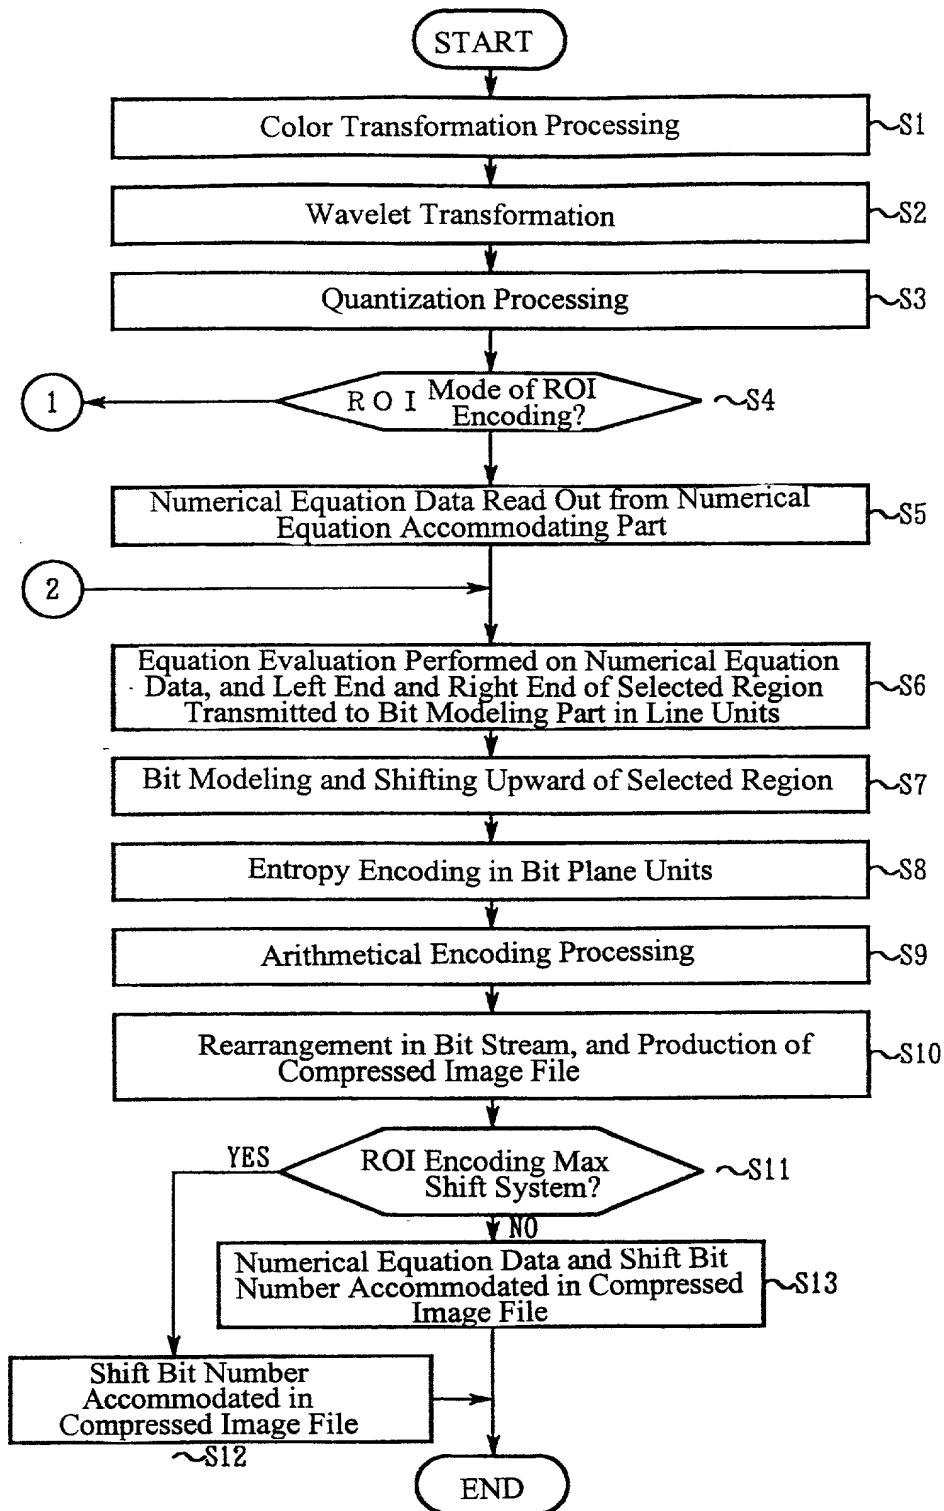 START
Color Transformation Processing
S1
Wavelet Transformation
S2
Quantization Processing
S3
1
ROI Mode of ROI
Encoding?
S4
Numerical Equation Data Read Out from Numerical
Equation Accommodating Part
S5
2
Equation Evaluation Performed on Numerical Equation
Data, and Left End and Right End of Selected Region
Transmitted to Bit Modeling Part in Line Units
S6
Bit Modeling and Shifting Upward of Selected Region
S7
Entropy Encoding in Bit Plane Units
S8
Arithmetical Encoding Processing
S9
Rearrangement in Bit Stream, and Production of
Compressed Image File
S10
YES
ROI Encoding Max
Shift System?
S11
NO
Numerical Equation Data and Shift Bit
Number Accommodated in Compressed
Image File
S13
Shift Bit Number
Accommodated in
Compressed Image File
S12
END